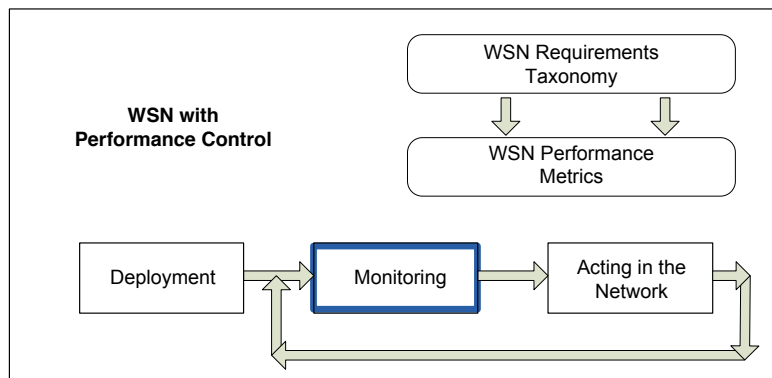 WSN Requirements
Taxonomy
WSN with
Performance Control
WSN Performance
Metrics
Deployment
Monitoring
Acting in the
Network